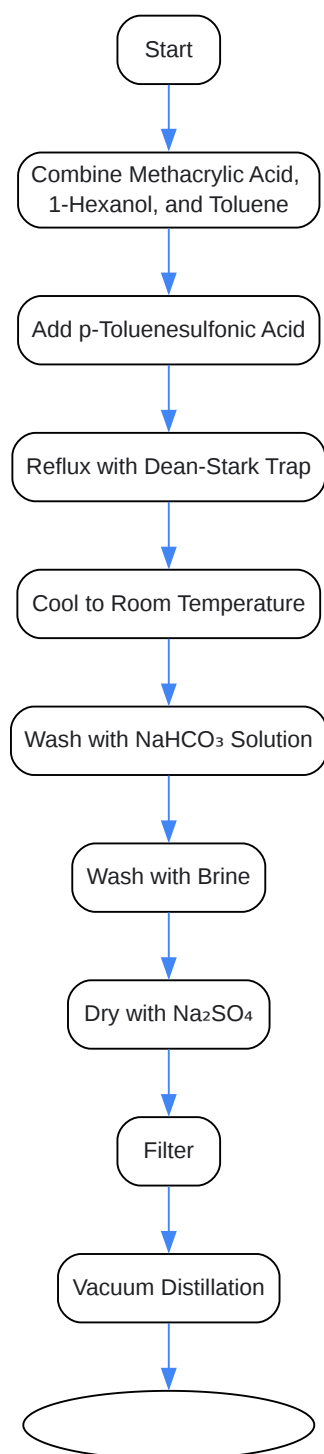 Start
Combine Methacrylic Acid,
1-Hexanol, and Toluene
Add p-Toluenesulfonic Acid
Reflux with Dean-Stark Trap
Cool to Room Temperature
Wash with NaHCO₃ Solution
Wash with Brine
Dry with Na₂SO₄
Filter
Vacuum Distillation